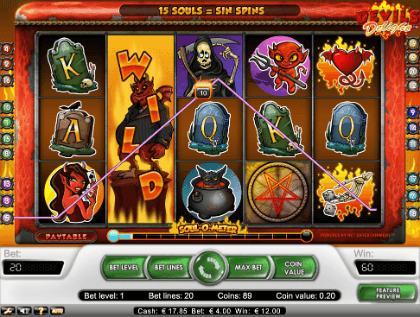 15 SOULS = SIN SPINS
DEVIL'S
Delight
K
WILD
10
A
Q
K
Q
PAYTABLE
SOUL-O-METER
Bet:
20
BET LEVEL
BET LINES
MAX BET
COIN VALUE
Win:
60
FEATURE PREVIEW
Bet level: 1
Bet lines: 20
Coins: 89
Coin value: 0.20
Cash: € 17.85 Bet: € 4.00 Win: € 12.00